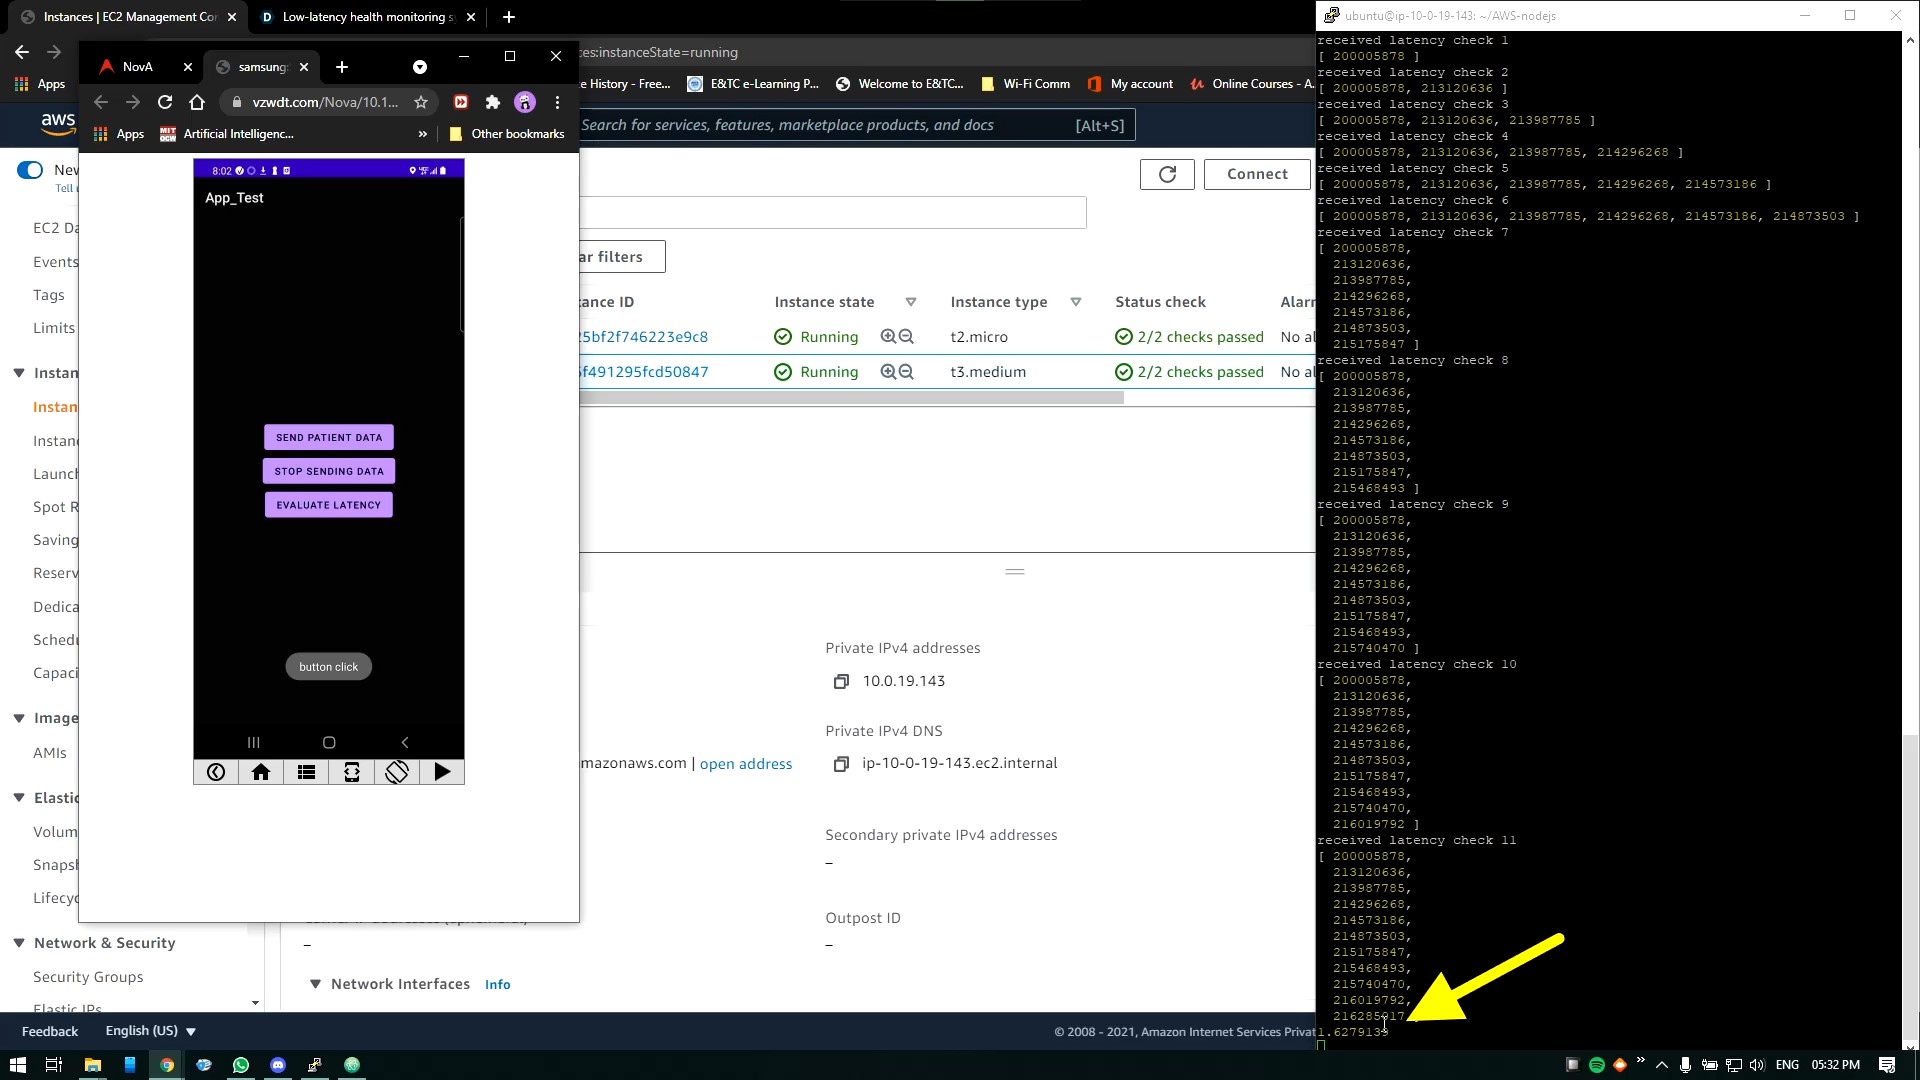 Instances | EC2 Management Con
Low-latency health monitoring s
ces:instanceState=running
Apps
e History - Free...
E&TC e-Learning P...
Welcome to E&TC...
Wi-Fi Comm
My account
Online Courses - A
aws
Search for services, features, marketplace products, and docs
[Alt+S]
New
Tell
EC2 Da
Events
Tags
Limits
Instan
Instan
Instanc
Launch
Spot R
Saving
Reserv
Dedica
Schedu
Capaci
Image
AMIs
Elastic
Volum
Snapsh
Lifecyc
Network & Security
Security Groups
Elastic IPs
NovA
samsung
vzwdt.com/Nova/10.1...
Apps
MIT OCW
Artificial Intelligenc...
»
Other bookmarks
8:02
App_Test
SEND PATIENT DATA
STOP SENDING DATA
EVALUATE LATENCY
button click
Connect
ar filters
tance ID
Instance state
Instance type
Status check
Alarm
25bf2f746223e9c8
Running
t2.micro
2/2 checks passed
No al
6f491295fcd50847
Running
t3.medium
2/2 checks passed
No al
Private IPv4 addresses
10.0.19.143
Private IPv4 DNS
mazonaws.com | open address
ip-10-0-19-143.ec2.internal
Secondary private IPv4 addresses
–
Outpost ID
–
–
Network Interfaces Info
Feedback
English (US)
© 2008 - 2021, Amazon Internet Services Privat
ubuntu@ip-10-0-19-143: ~/AWS-nodejs
received latency check 1
[ 200005878 ]
received latency check 2
[ 200005878, 213120636 ]
received latency check 3
[ 200005878, 213120636, 213987785 ]
received latency check 4
[ 200005878, 213120636, 213987785, 214296268 ]
received latency check 5
[ 200005878, 213120636, 213987785, 214296268, 214573186 ]
received latency check 6
[ 200005878, 213120636, 213987785, 214296268, 214573186, 214873503 ]
received latency check 7
[ 200005878,
213120636,
213987785,
214296268,
214573186,
214873503,
215175847 ]
received latency check 8
[ 200005878,
213120636,
213987785,
214296268,
214573186,
214873503,
215175847,
215468493 ]
received latency check 9
[ 200005878,
213120636,
213987785,
214296268,
214573186,
214873503,
215175847,
215468493,
215740470 ]
received latency check 10
[ 200005878,
213120636,
213987785,
214296268,
214573186,
214873503,
215175847,
215468493,
215740470,
216019792 ]
received latency check 11
[ 200005878,
213120636,
213987785,
214296268,
214573186,
214873503,
215175847,
215468493,
215740470,
216019792,
ENG
05:32 PM